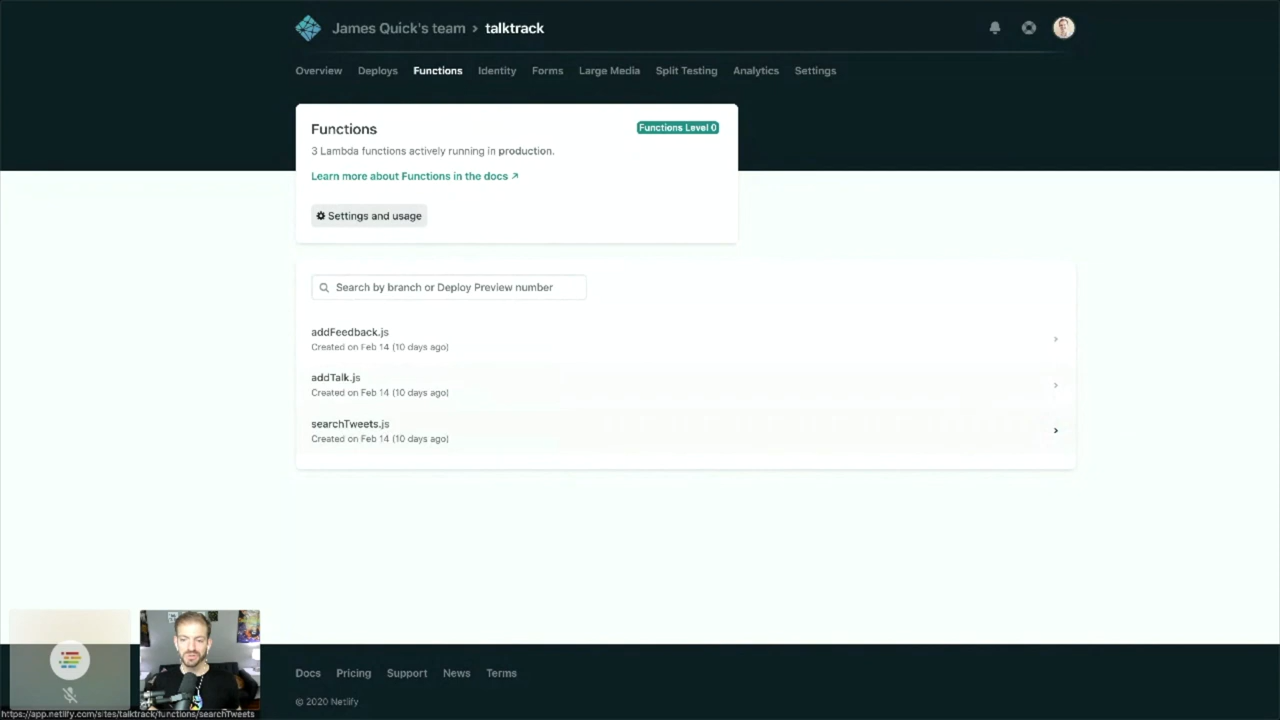 James Quick's team > talktrack
Overview Deploys Functions Identity Forms Large Media Split Testing Analytics Settings
Functions
Functions Level 0
3 Lambda functions actively running in production.
Learn more about Functions in the docs ↗
Settings and usage
Search by branch or Deploy Preview number
addFeedback.js
Created on Feb 14 (10 days ago)
addTalk.js
Created on Feb 14 (10 days ago)
searchTweets.js
Created on Feb 14 (10 days ago)
Docs Pricing Support News Terms
© 2020 Netlify
https://app.netlify.com/sites/talktrack/functions/searchTweets